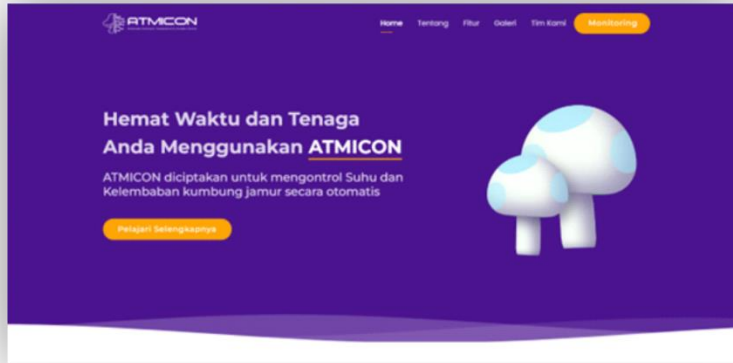 ATMICON
Home Tentang Fitur Galeri Tim Kami Monitoring
Hemat Waktu dan Tenaga
Anda Menggunakan ATMICON
ATMICON diciptakan untuk mengontrol Suhu dan
Kelembaban kumbung jamur secara otomatis
Pelajari Selengkapnya